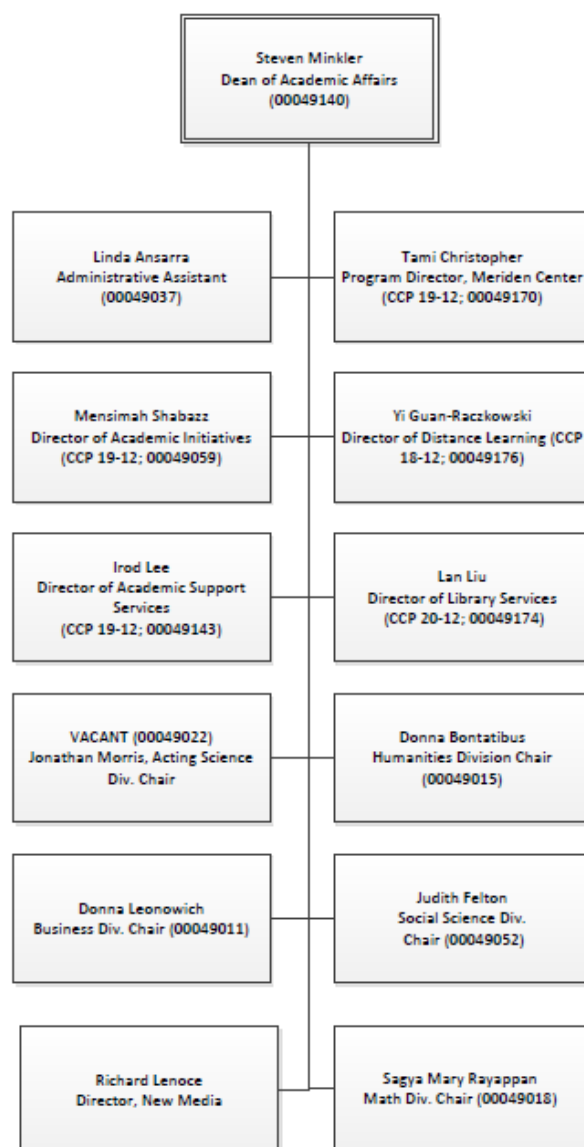 Steven Minkler
Dean of Academic Affairs
(00049140)
Linda Ansarra
Administrative Assistant
(00049037)
Tami Christopher
Program Director, Meriden Center
(CCP 19-12; 00049170)
Mensimah Shabazz
Director of Academic Initiatives
(CCP 19-12; 00049059)
Yi Guan-Raczkowski
Director of Distance Learning (CCP
18-12; 00049176)
Irod Lee
Director of Academic Support
Services
(CCP 19-12; 00049143)
Lan Liu
Director of Library Services
(CCP 20-12; 00049174)
VACANT (00049022)
Jonathan Morris, Acting Science
Div. Chair
Donna Bontatibus
Humanities Division Chair
(00049015)
Donna Leonowich
Business Div. Chair (00049011)
Judith Felton
Social Science Div.
Chair (00049052)
Richard Lenoce
Director, New Media
Sagya Mary Rayappan
Math Div. Chair (00049018)